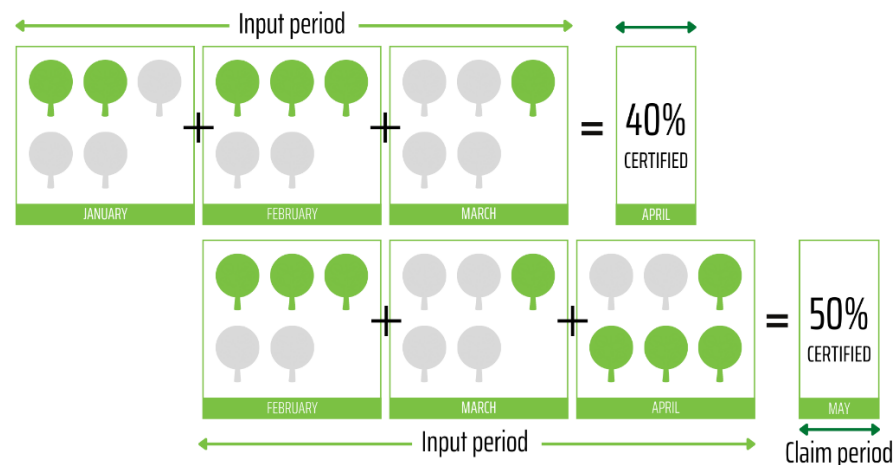 Input period
+
+
=
40%
CERTIFIED
JANUARY
FEBRUARY
MARCH
APRIL
+
+
=
50%
CERTIFIED
FEBRUARY
MARCH
APRIL
MAY
Input period
Claim period